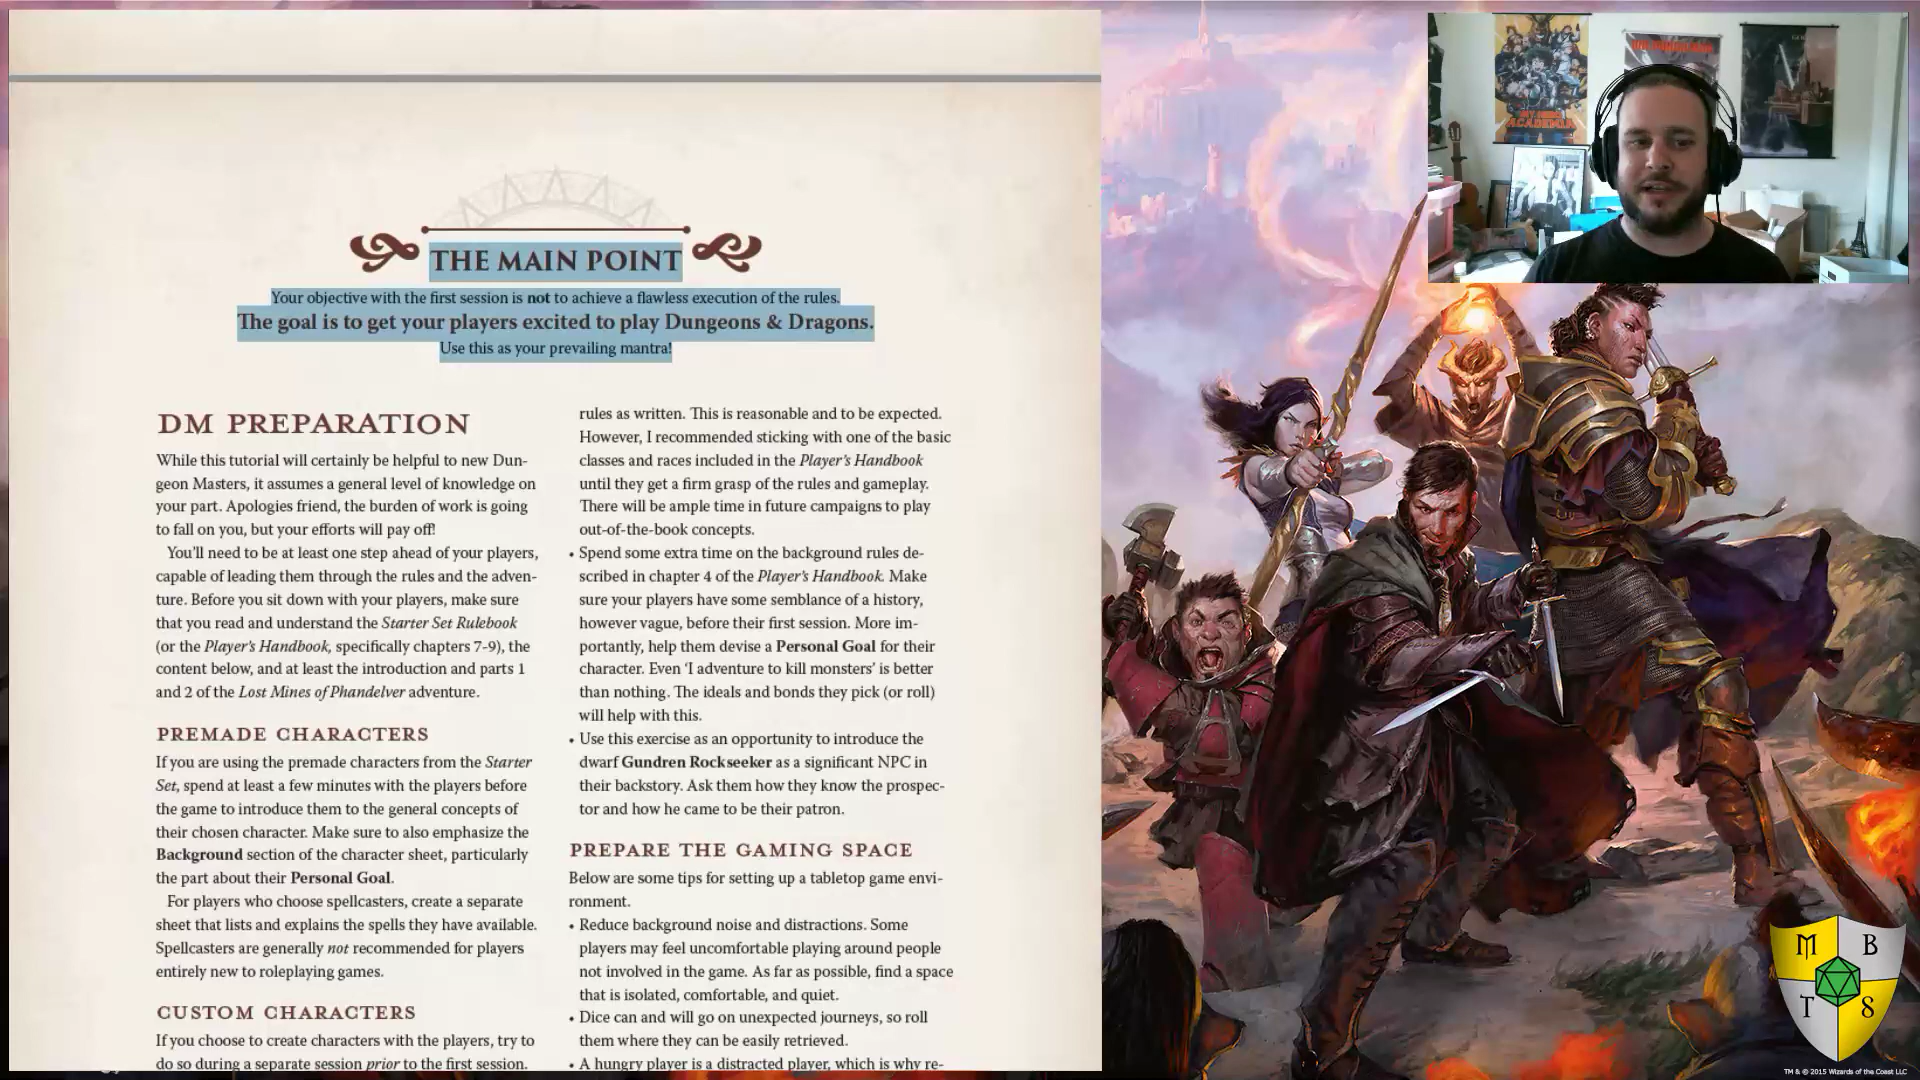 THE MAIN POINT
Your objective with the first session is not to achieve a flawless execution of the rules.
The goal is to get your players excited to play Dungeons & Dragons.
Use this as your prevailing mantra!
DM PREPARATION
While this tutorial will certainly be helpful to new Dun-
geon Masters, it assumes a general level of knowledge on
your part. Apologies friend, the burden of work is going
to fall on you, but your efforts will pay off!
You'll need to be at least one step ahead of your players,
capable of leading them through the rules and the adven-
ture. Before you sit down with your players, make sure
that you read and understand the Starter Set Rulebook
(or the Player's Handbook, specifically chapters 7-9), the
content below, and at least the introduction and parts 1
and 2 of the Lost Mines of Phandelver adventure.
PREMADE CHARACTERS
If you are using the premade characters from the Starter
Set, spend at least a few minutes with the players before
the game to introduce them to the general concepts of
their chosen character. Make sure to also emphasize the
Background section of the character sheet, particularly
the part about their Personal Goal.
For players who choose spellcasters, create a separate
sheet that lists and explains the spells they have available.
Spellcasters are generally not recommended for players
entirely new to roleplaying games.
CUSTOM CHARACTERS
If you choose to create characters with the players, try to
do so during a separate session prior to the first session.
rules as written. This is reasonable and to be expected.
However, I recommended sticking with one of the basic
classes and races included in the Player's Handbook
until they get a firm grasp of the rules and gameplay.
There will be ample time in future campaigns to play
out-of-the-book concepts.
• Spend some extra time on the background rules de-
scribed in chapter 4 of the Player's Handbook. Make
sure your players have some semblance of a history,
however vague, before their first session. More im-
portantly, help them devise a Personal Goal for their
character. Even 'I adventure to kill monsters' is better
than nothing. The ideals and bonds they pick (or roll)
will help with this.
• Use this exercise as an opportunity to introduce the
dwarf Gundren Rockseeker as a significant NPC in
their backstory. Ask them how they know the prospec-
tor and how he came to be their patron.
PREPARE THE GAMING SPACE
Below are some tips for setting up a tabletop game envi-
ronment.
• Reduce background noise and distractions. Some
players may feel uncomfortable playing around people
not involved in the game. As far as possible, find a space
that is isolated, comfortable, and quiet.
• Dice can and will go on unexpected journeys, so roll
them where they can be easily retrieved.
• A hungry player is a distracted player, which is why re-
MY HERO
ACADEMIA
M B
T S
TM & © 2015 Wizards of the Coast LLC